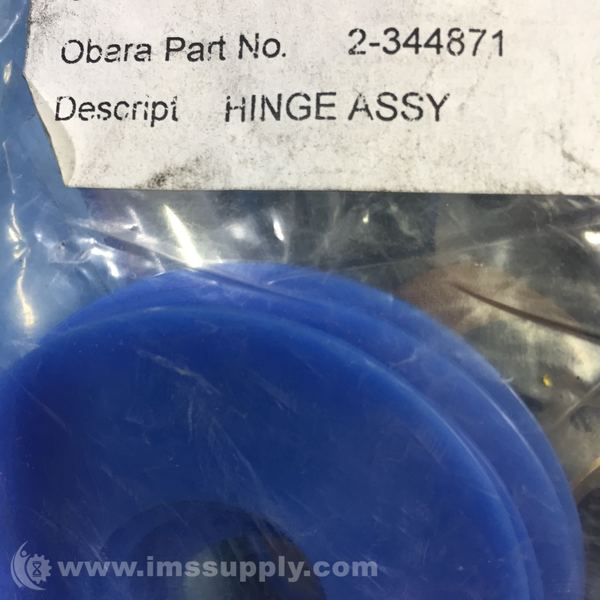 Obara Part No. 2-344871
Descript HINGE ASSY
www.imssupply.com